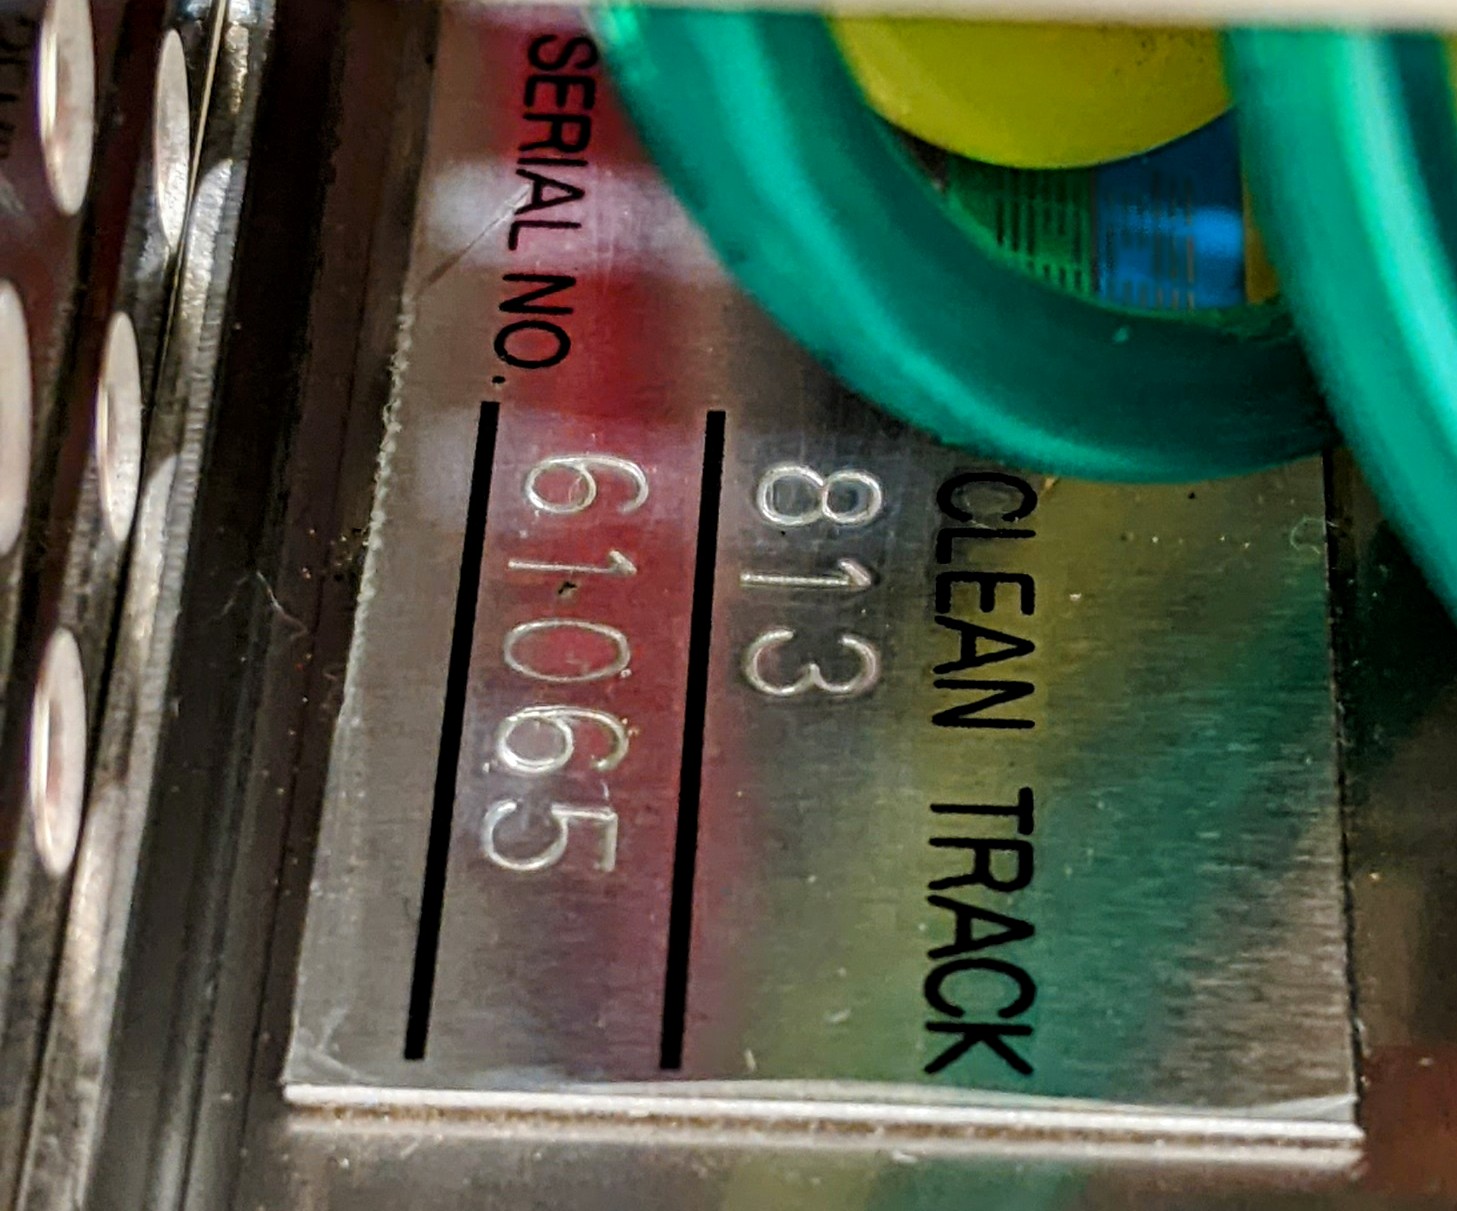 CLEAN TRACK
813
SERIAL NO. 61065